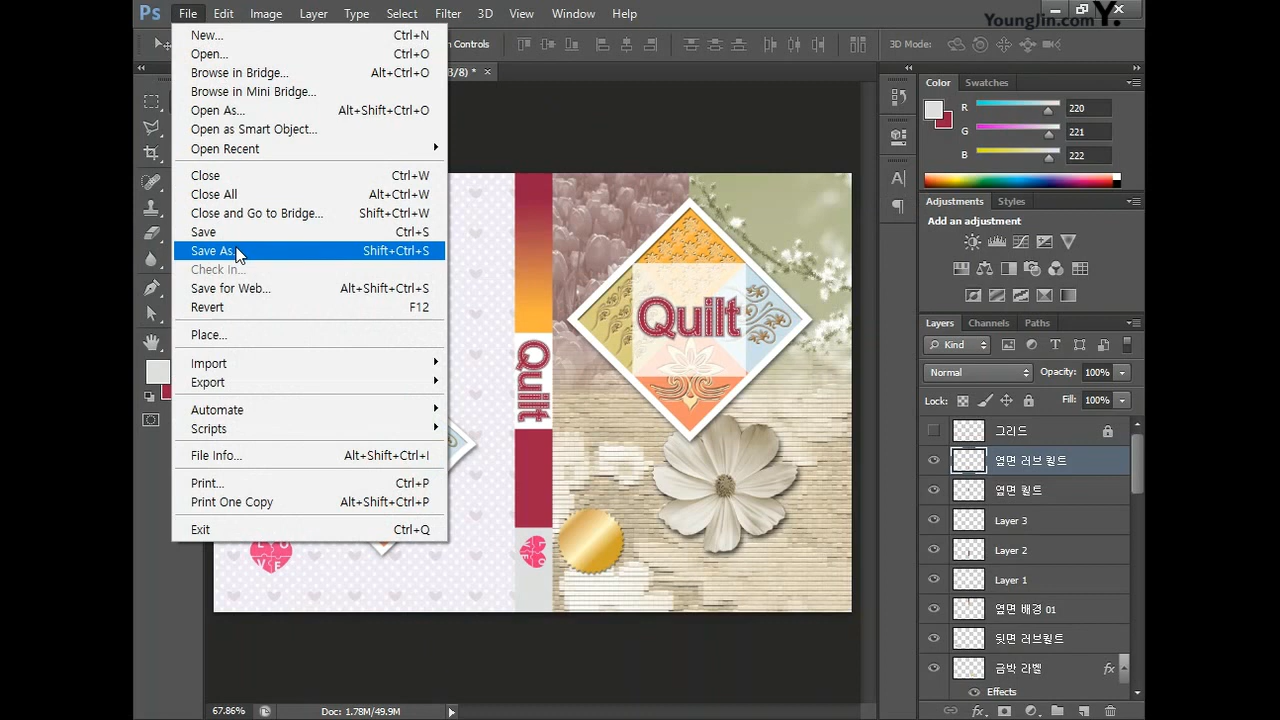 Ps File Edit Image Layer Type Select Filter 3D View Window Help
YoungJin.com Y.
New... Ctrl+N
Open... Ctrl+O
Browse in Bridge... Alt+Ctrl+O
Browse in Mini Bridge...
Open As... Alt+Shift+Ctrl+O
Open as Smart Object...
Open Recent
Close Ctrl+W
Close All Alt+Ctrl+W
Close and Go to Bridge... Shift+Ctrl+W
Save Ctrl+S
Save As... Shift+Ctrl+S
Check In...
Save for Web... Alt+Shift+Ctrl+S
Revert F12
Place...
Import
Export
Automate
Scripts
File Info... Alt+Shift+Ctrl+I
Print... Ctrl+P
Print One Copy Alt+Shift+Ctrl+P
Exit Ctrl+Q
Controls
3D Mode:
B/8) * ×
Quilt
Quilt
LOVE
67.86% Doc: 1.78M/49.9M
Color Swatches
R 220
G 221
B 222
Adjustments Styles
Add an adjustment
Layers Channels Paths
Kind
Normal Opacity: 100%
Lock: Fill: 100%
그리드
옆면 러브 퀼트
옆면 퀼트
Layer 3
Layer 2
Layer 1
옆면 배경 01
뒷면 러브퀼트
금박 라벨 fx
Effects